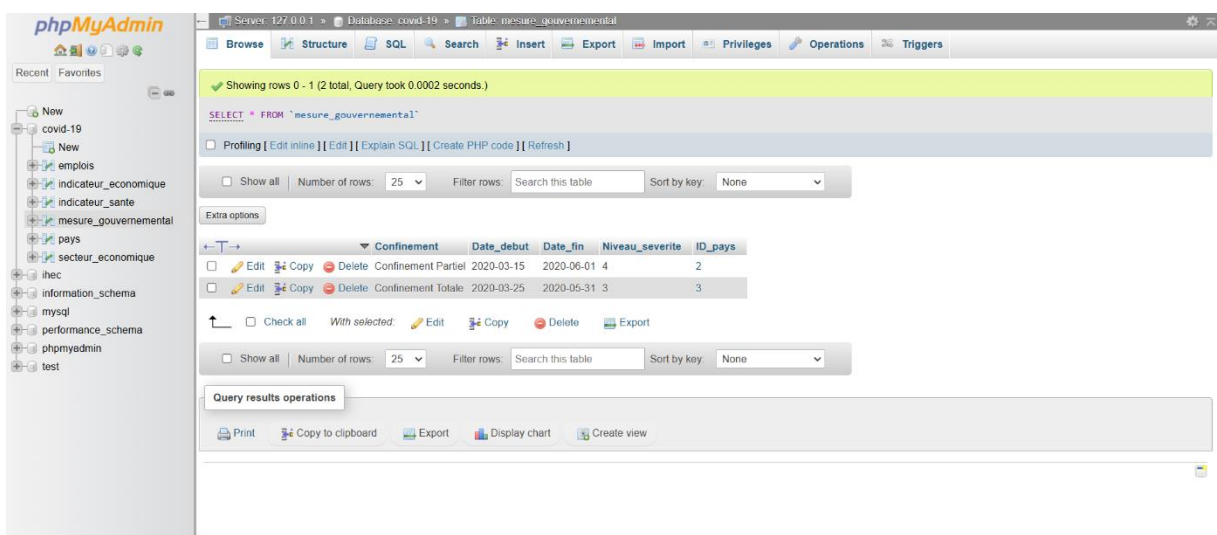 phpMyAdmin
Recent Favorites
New
covid-19
New
emplois
indicateur_economique
indicateur_sante
mesure_gouvernemental
pays
secteur_economique
ihec
information_schema
mysql
performance_schema
phpmyadmin
test
Server: 127.0.0.1 » Database: covid-19 » Table: mesure_gouvernemental
Browse Structure SQL Search Insert Export Import Privileges Operations Triggers
Showing rows 0 - 1 (2 total, Query took 0.0002 seconds.)
SELECT * FROM `mesure_gouvernemental`
Profiling [ Edit inline ] [ Edit ] [ Explain SQL ] [ Create PHP code ] [ Refresh ]
Show all | Number of rows: 25 Filter rows: Search this table Sort by key: None
Extra options
←T→ ▼ Confinement Date_debut Date_fin Niveau_severite ID_pays
Edit Copy Delete Confinement Partiel 2020-03-15 2020-06-01 4 2
Edit Copy Delete Confinement Totale 2020-03-25 2020-05-31 3 3
Check all With selected: Edit Copy Delete Export
Show all | Number of rows: 25 Filter rows: Search this table Sort by key: None
Query results operations
Print Copy to clipboard Export Display chart Create view